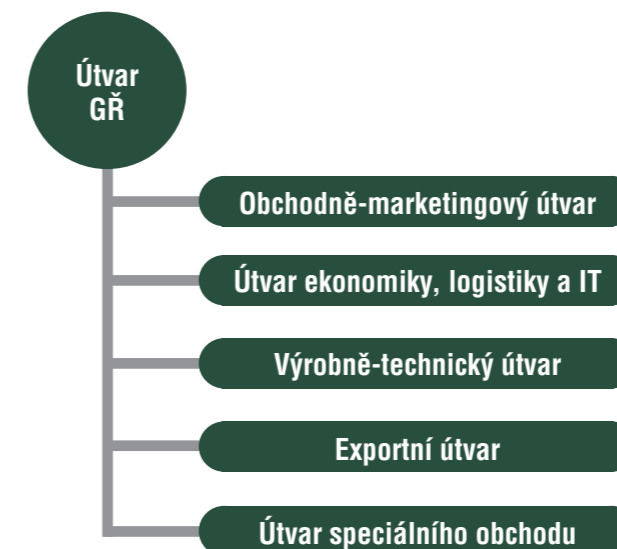 Útvar
GŘ
Obchodně-marketingový útvar
Útvar ekonomiky, logistiky a IT
Výrobně-technický útvar
Exportní útvar
Útvar speciálního obchodu